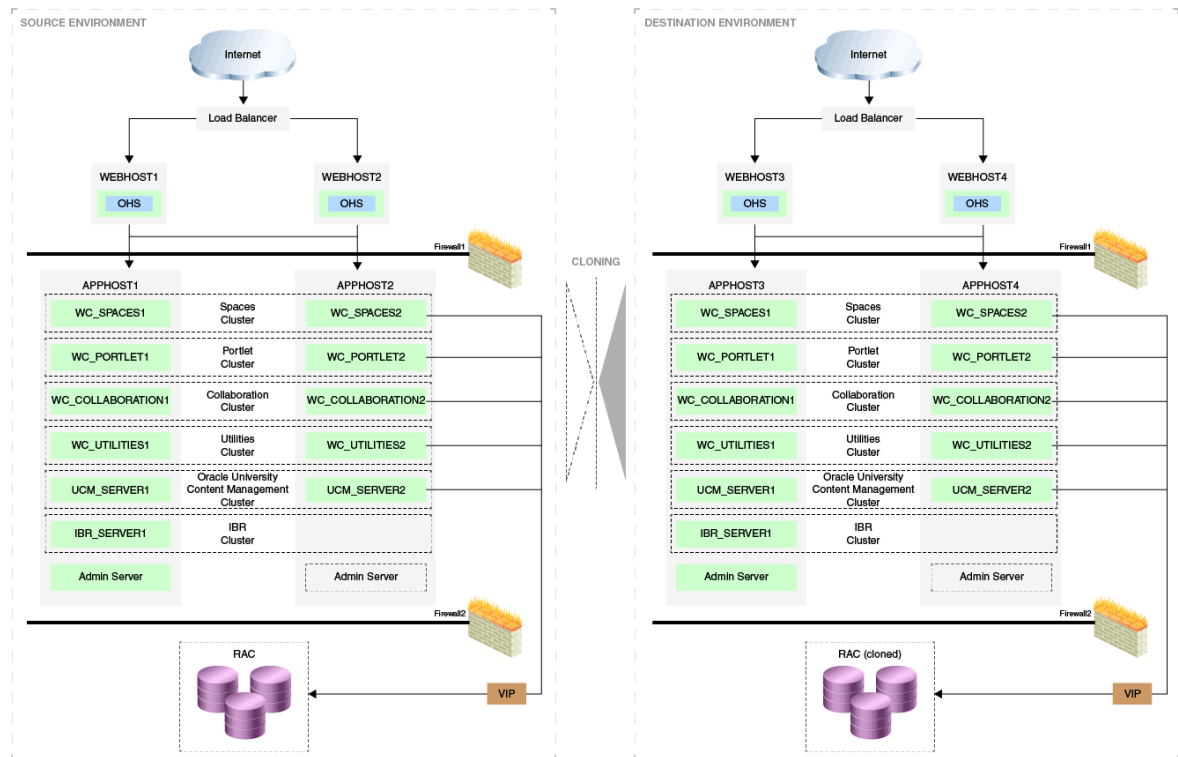 SOURCE ENVIRONMENT
Internet
Load Balancer
WEBHOST1
OHS
WEBHOST2
OHS
Firewall1
APPHOST1
APPHOST2
WC_SPACES1
Spaces
Cluster
WC_SPACES2
WC_PORTLET1
Portlet
Cluster
WC_PORTLET2
WC_COLLABORATION1
Collaboration
Cluster
WC_COLLABORATION2
WC_UTILITIES1
Utilities
Cluster
WC_UTILITIES2
UCM_SERVER1
Oracle University
Content Management
Cluster
UCM_SERVER2
IBR_SERVER1
IBR
Cluster
Admin Server
Admin Server
Firewall2
RAC
VIP
CLONING
DESTINATION ENVIRONMENT
Internet
Load Balancer
WEBHOST3
OHS
WEBHOST4
OHS
Firewall1
APPHOST3
APPHOST4
WC_SPACES1
Spaces
Cluster
WC_SPACES2
WC_PORTLET1
Portlet
Cluster
WC_PORTLET2
WC_COLLABORATION1
Collaboration
Cluster
WC_COLLABORATION2
WC_UTILITIES1
Utilities
Cluster
WC_UTILITIES2
UCM_SERVER1
Oracle University
Content Management
Cluster
UCM_SERVER2
IBR_SERVER1
IBR
Cluster
Admin Server
Admin Server
Firewall2
RAC (cloned)
VIP